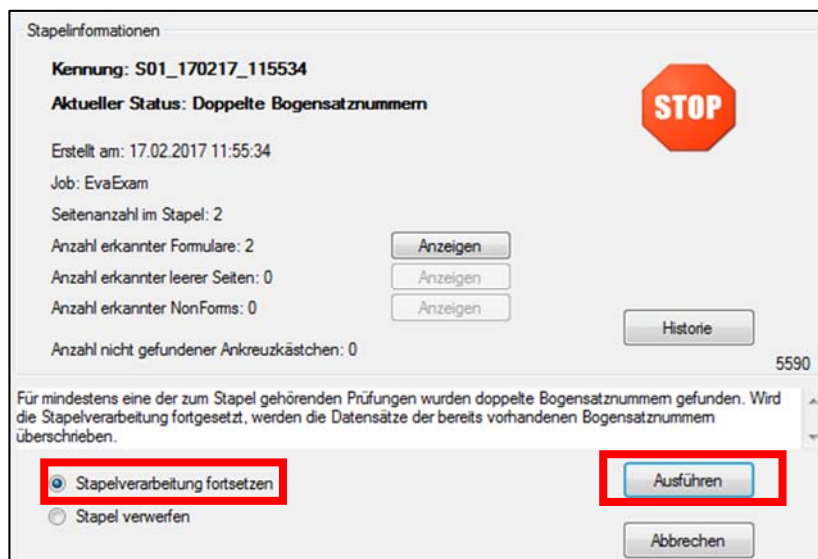 Stapelinformationen
Kennung: S01_170217_115534
Aktueller Status: Doppelte Bogensatznummern
STOP
Erstellt am: 17.02.2017 11:55:34
Job: EvaExam
Seitenanzahl im Stapel: 2
Anzahl erkannter Formulare: 2 Anzeigen
Anzahl erkannter leerer Seiten: 0 Anzeigen
Anzahl erkannter NonForms: 0 Anzeigen
Historie
Anzahl nicht gefundener Ankreuzkästchen: 0
5590
Für mindestens eine der zum Stapel gehörenden Prüfungen wurden doppelte Bogensatznummern gefunden. Wird
die Stapelverarbeitung fortgesetzt, werden die Datensätze der bereits vorhandenen Bogensatznummern
überschrieben.
Stapelverarbeitung fortsetzen Ausführen
Stapel verwerfen
Abbrechen